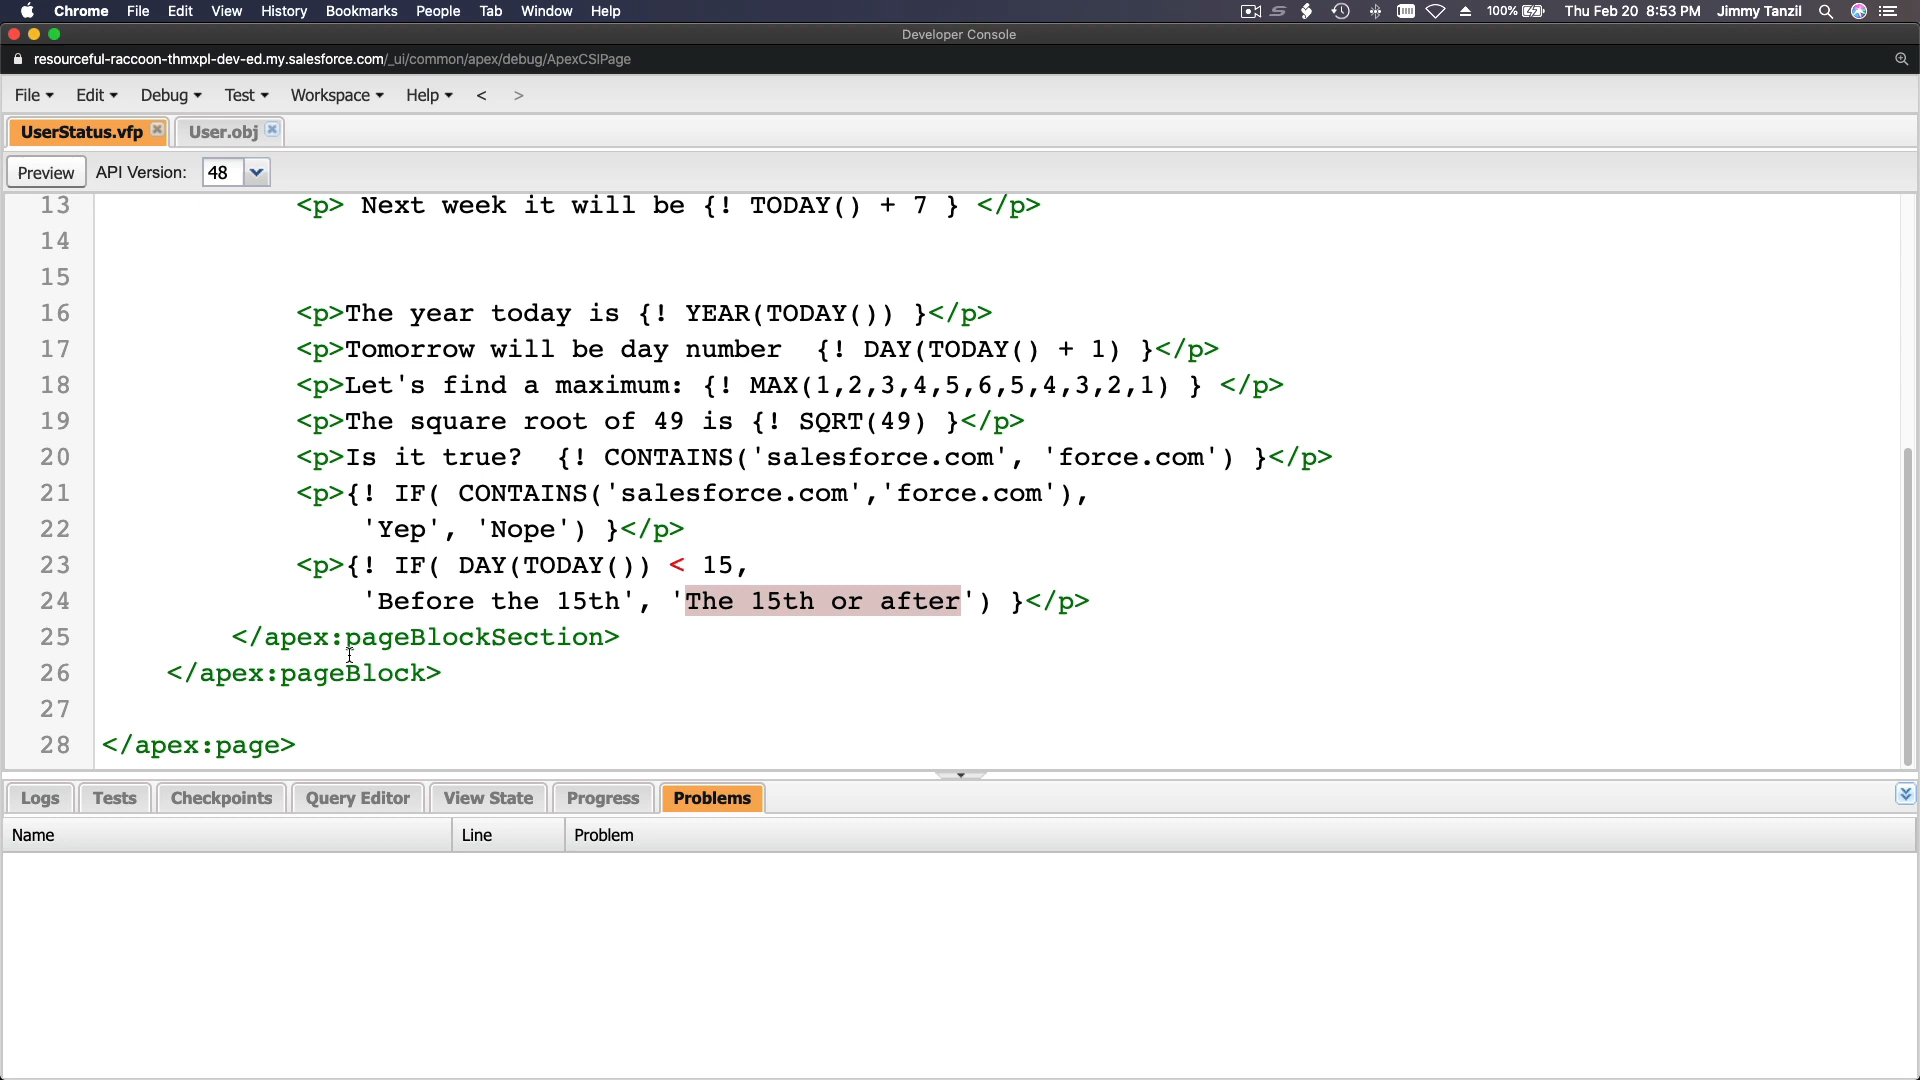 Chrome File Edit View History Bookmarks People Tab Window Help 100% Thu Feb 20 8:53 PM Jimmy Tanzil
Developer Console
resourceful-raccoon-thmxpl-dev-ed.my.salesforce.com/_ui/common/apex/debug/ApexCSIPage
File Edit Debug Test Workspace Help < >
UserStatus.vfp User.obj
Preview API Version: 48
13 <p> Next week it will be {! TODAY() + 7 } </p>
14
15
16 <p>The year today is {! YEAR(TODAY()) }</p>
17 <p>Tomorrow will be day number {! DAY(TODAY() + 1) }</p>
18 <p>Let's find a maximum: {! MAX(1,2,3,4,5,6,5,4,3,2,1) } </p>
19 <p>The square root of 49 is {! SQRT(49) }</p>
20 <p>Is it true? {! CONTAINS('salesforce.com', 'force.com') }</p>
21 <p>{! IF( CONTAINS('salesforce.com','force.com'),
22 'Yep', 'Nope') }</p>
23 <p>{! IF( DAY(TODAY()) < 15,
24 'Before the 15th', 'The 15th or after') }</p>
25 </apex:pageBlockSection>
26 </apex:pageBlock>
27
28 </apex:page>
Logs Tests Checkpoints Query Editor View State Progress Problems
Name Line Problem